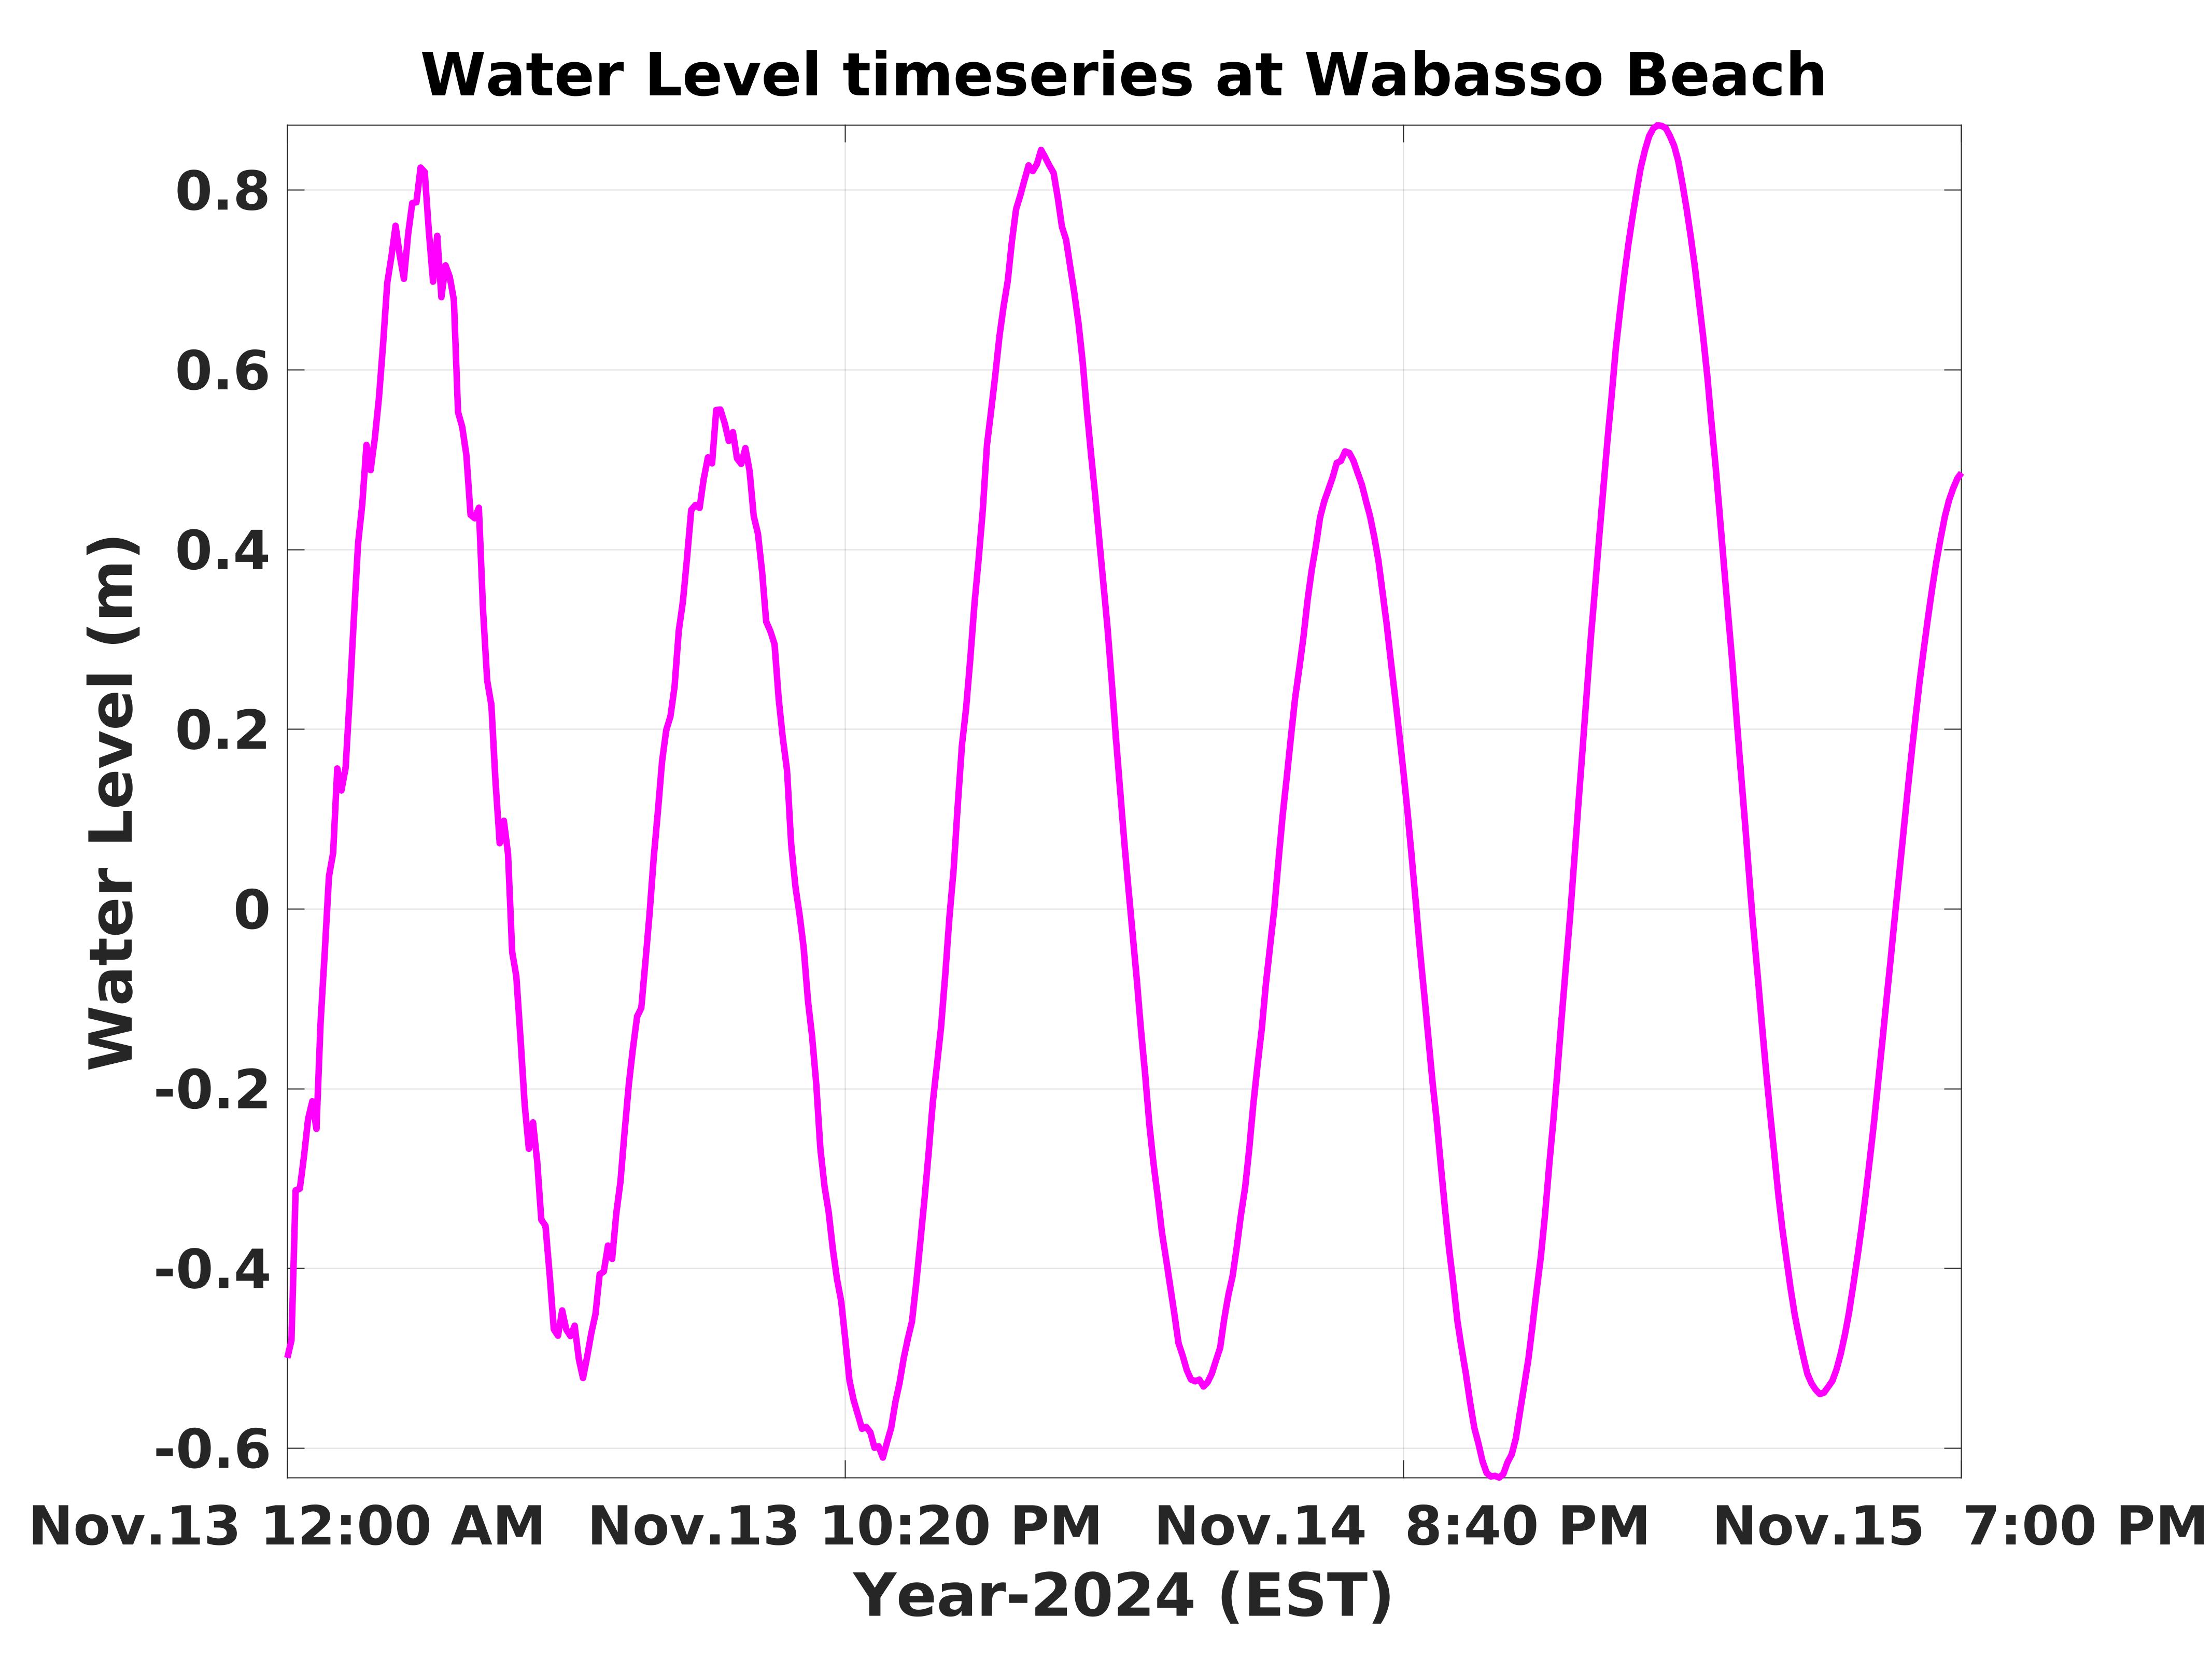 Water Level timeseries at Wabasso Beach
Water Level (m)
0.8
0.6
0.4
0.2
0
-0.2
-0.4
-0.6
Nov.13 12:00 AM Nov.13 10:20 PM Nov.14 8:40 PM Nov.15 7:00 PM
Year-2024 (EST)